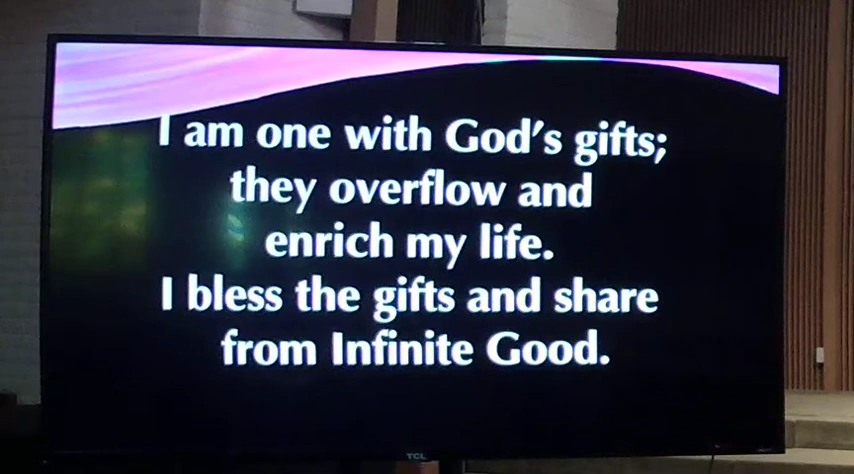 I am one with God's gifts;
they overflow and
enrich my life.
I bless the gifts and share
from Infinite Good.
TCL